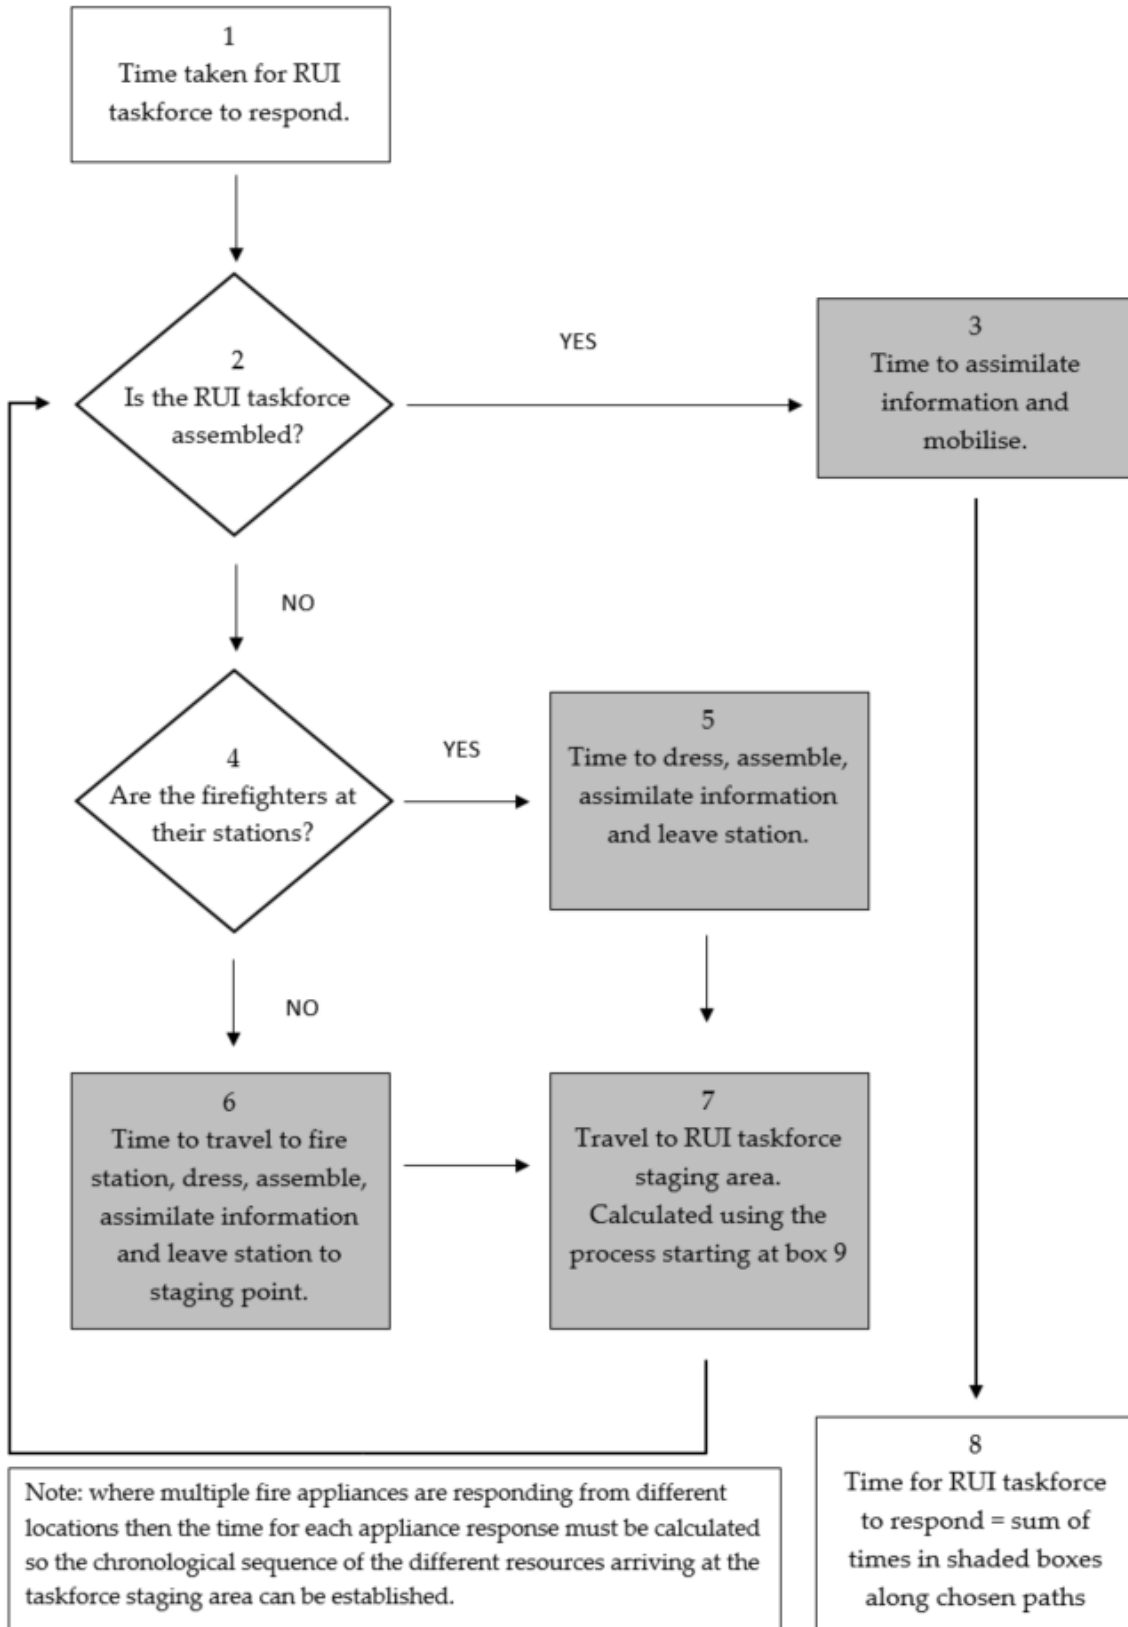 1
Time taken for RUI
taskforce to respond.
2
Is the RUI taskforce
assembled?
YES
3
Time to assimilate
information and
mobilise.
NO
4
Are the firefighters at
their stations?
YES
5
Time to dress, assemble,
assimilate information
and leave station.
NO
6
Time to travel to fire
station, dress, assemble,
assimilate information
and leave station to
staging point.
7
Travel to RUI taskforce
staging area.
Calculated using the
process starting at box 9
8
Time for RUI taskforce
to respond = sum of
times in shaded boxes
along chosen paths
Note: where multiple fire appliances are responding from different
locations then the time for each appliance response must be calculated
so the chronological sequence of the different resources arriving at the
taskforce staging area can be established.